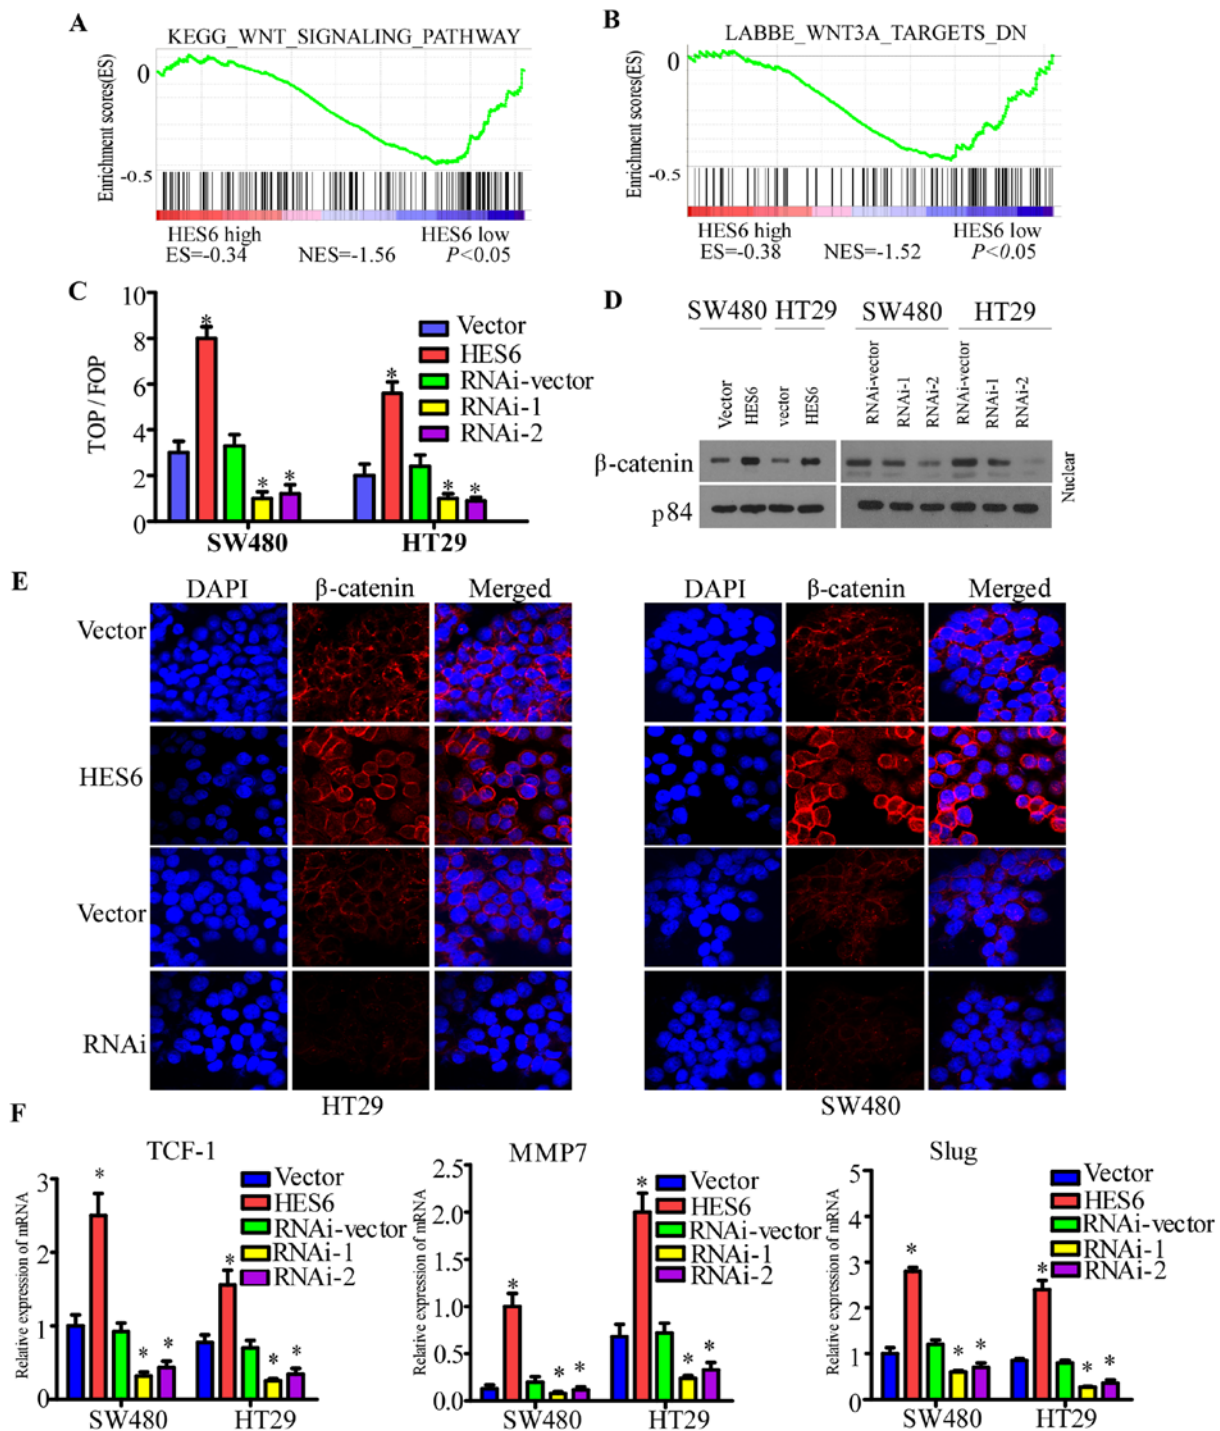 A
KEGG_WNT_SIGNALING_PATHWAY
Enrichment scores(ES)
0
-0.5
HES6 high
HES6 low
ES=-0.34
NES=-1.56
P<0.05
B
LABBE_WNT3A_TARGETS_DN
Enrichment scores(ES)
0
-0.5
HES6 high
HES6 low
ES=-0.38
NES=-1.52
P<0.05
C
TOP / FOP
10
8
6
4
2
0
* * * * * *
Vector
HES6
RNAi-vector
RNAi-1
RNAi-2
SW480
HT29
D
SW480 HT29 SW480 HT29
Vector
HES6
vector
HES6
RNAi-vector
RNAi-1
RNAi-2
RNAi-vector
RNAi-1
RNAi-2
β-catenin
p84
Nuclear
E
DAPI β-catenin Merged
DAPI β-catenin Merged
Vector
HES6
Vector
RNAi
HT29
SW480
F
TCF-1
Relative expression of mRNA
3
2
1
0
* * * * * *
Vector
HES6
RNAi-vector
RNAi-1
RNAi-2
SW480
HT29
MMP7
Relative expression of mRNA
2.5
2.0
1.5
1.0
0.5
0.0
* * * * * *
Vector
HES6
RNAi-vector
RNAi-1
RNAi-2
SW480
HT29
Slug
Relative expression of mRNA
5
4
3
2
1
0
* * * * * *
Vector
HES6
RNAi-vector
RNAi-1
RNAi-2
SW480
HT29